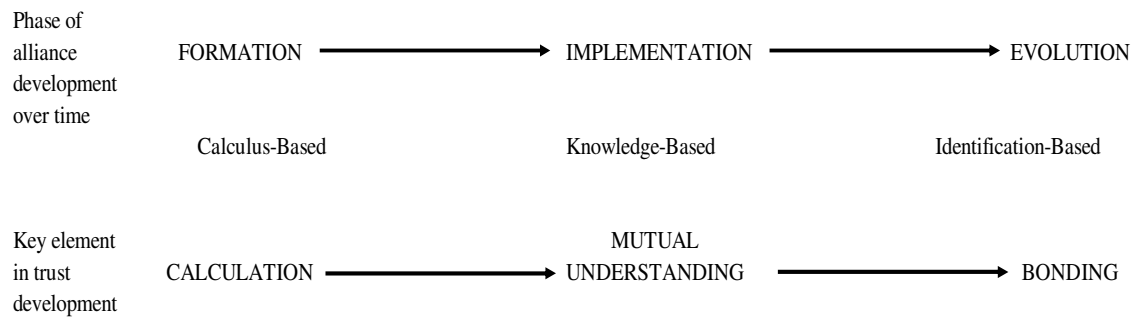 Phase of
alliance
development
over time
FORMATION
IMPLEMENTATION
EVOLUTION
Calculus-Based
Knowledge-Based
Identification-Based
Key element
in trust
development
CALCULATION
MUTUAL
UNDERSTANDING
BONDING